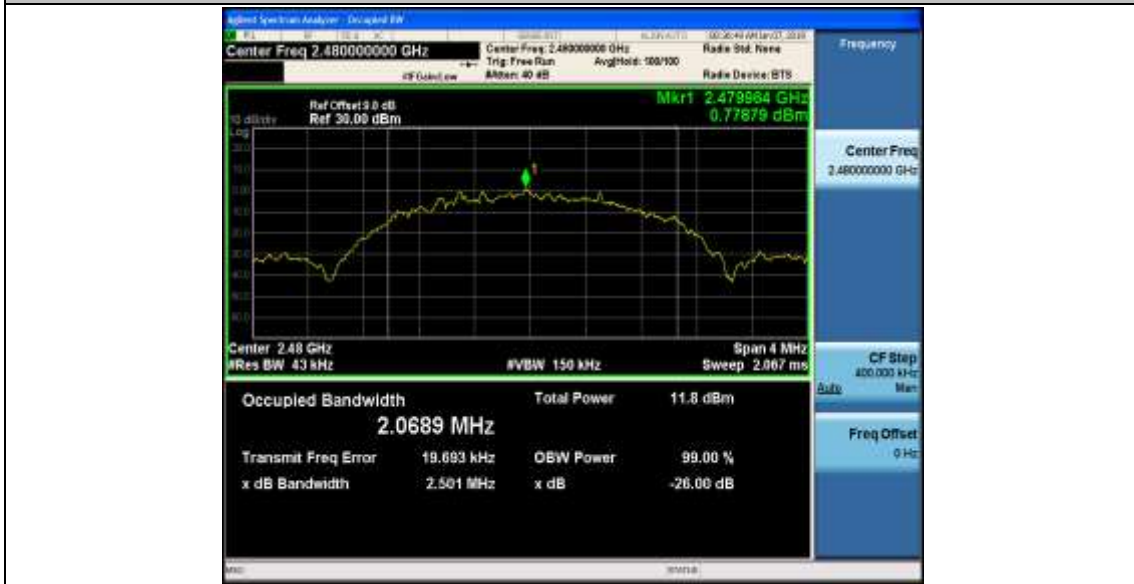 Agilent Spectrum Analyzer - Occupied BW
Center Freq 2.480000000 GHz
Center Freq: 2.480000000 GHz
Radio Std: None
Trig: Free Run
Avg|Hold: 100/100
#IFGain:Low
#Atten: 40 dB
Radio Device: BTS
Frequency
Mkr1 2.479964 GHz
0.77879 dBm
Ref Offset 9.0 dB
10 dB/div
Ref 30.00 dBm
Log
1
Center Freq
2.480000000 GHz
Center 2.48 GHz
Span 4 MHz
#Res BW 43 kHz
#VBW 150 kHz
Sweep 2.067 ms
CF Step
400.000 kHz
Auto
Man
Occupied Bandwidth
Total Power
11.8 dBm
2.0689 MHz
Freq Offset
0 Hz
Transmit Freq Error
19.693 kHz
OBW Power
99.00 %
x dB Bandwidth
2.501 MHz
x dB
-26.00 dB
MSG
STATUS